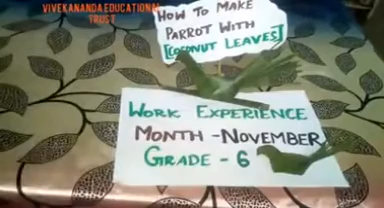 VIVEKANANDA EDUCATIONAL
TRUST
HOW TO MAKE
PARROT WITH
[COCONUT LEAVES]
WORK EXPERIENCE
MONTH - NOVEMBER
GRADE - 6